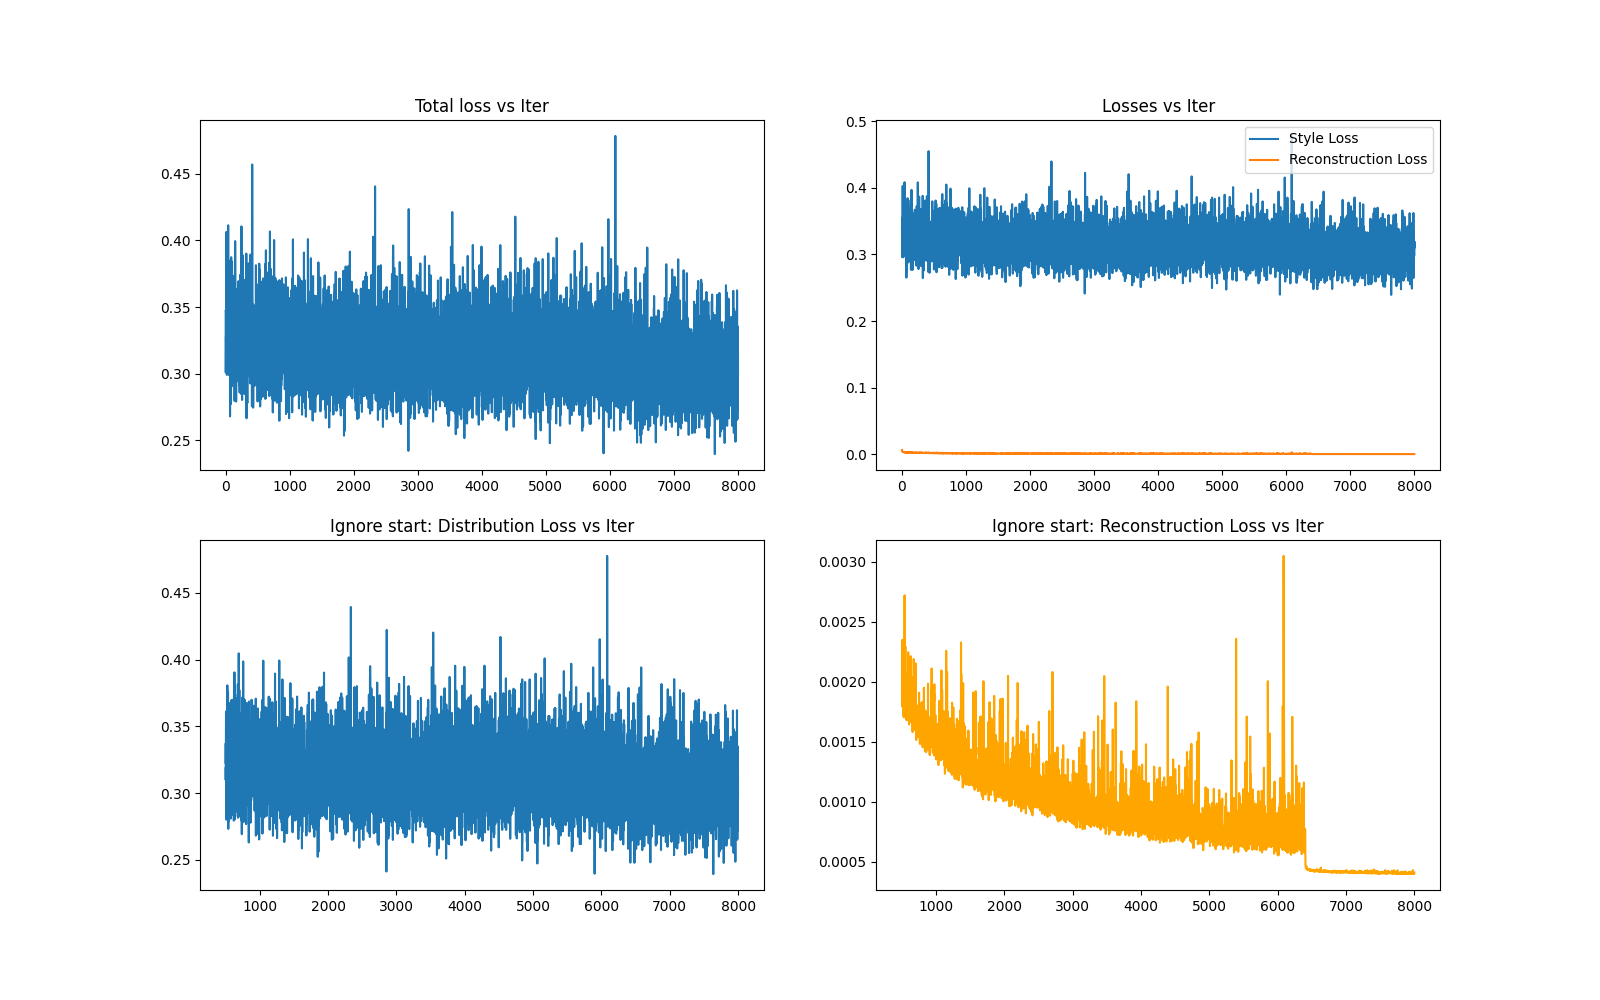 Total loss vs Iter
0.45
0.40
0.35
0.30
0.25
0 1000 2000 3000 4000 5000 6000 7000 8000
Losses vs Iter
0.5
0.4
0.3
0.2
0.1
0.0
Style Loss
Reconstruction Loss
0 1000 2000 3000 4000 5000 6000 7000 8000
Ignore start: Distribution Loss vs Iter
0.45
0.40
0.35
0.30
0.25
1000 2000 3000 4000 5000 6000 7000 8000
Ignore start: Reconstruction Loss vs Iter
0.0030
0.0025
0.0020
0.0015
0.0010
0.0005
1000 2000 3000 4000 5000 6000 7000 8000